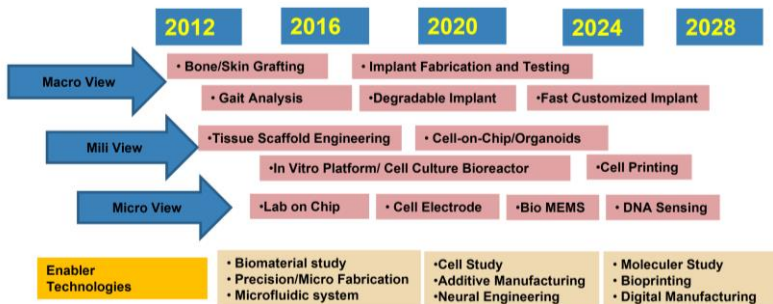 2012 2016 2020 2024 2028
Macro View
•Bone/Skin Grafting •Implant Fabrication and Testing
•Gait Analysis •Degradable Implant •Fast Customized Implant
Mili View
•Tissue Scaffold Engineering •Cell-on-Chip/Organoids
•In Vitro Platform/ Cell Culture Bioreactor •Cell Printing
Micro View
•Lab on Chip •Cell Electrode •Bio MEMS •DNA Sensing
Enabler
Technologies
• Biomaterial study
• Precision/Micro Fabrication
• Microfluidic system
•Cell Study
•Additive Manufacturing
•Neural Engineering
• Moleculer Study
• Bioprinting
• Digital Manufacturing